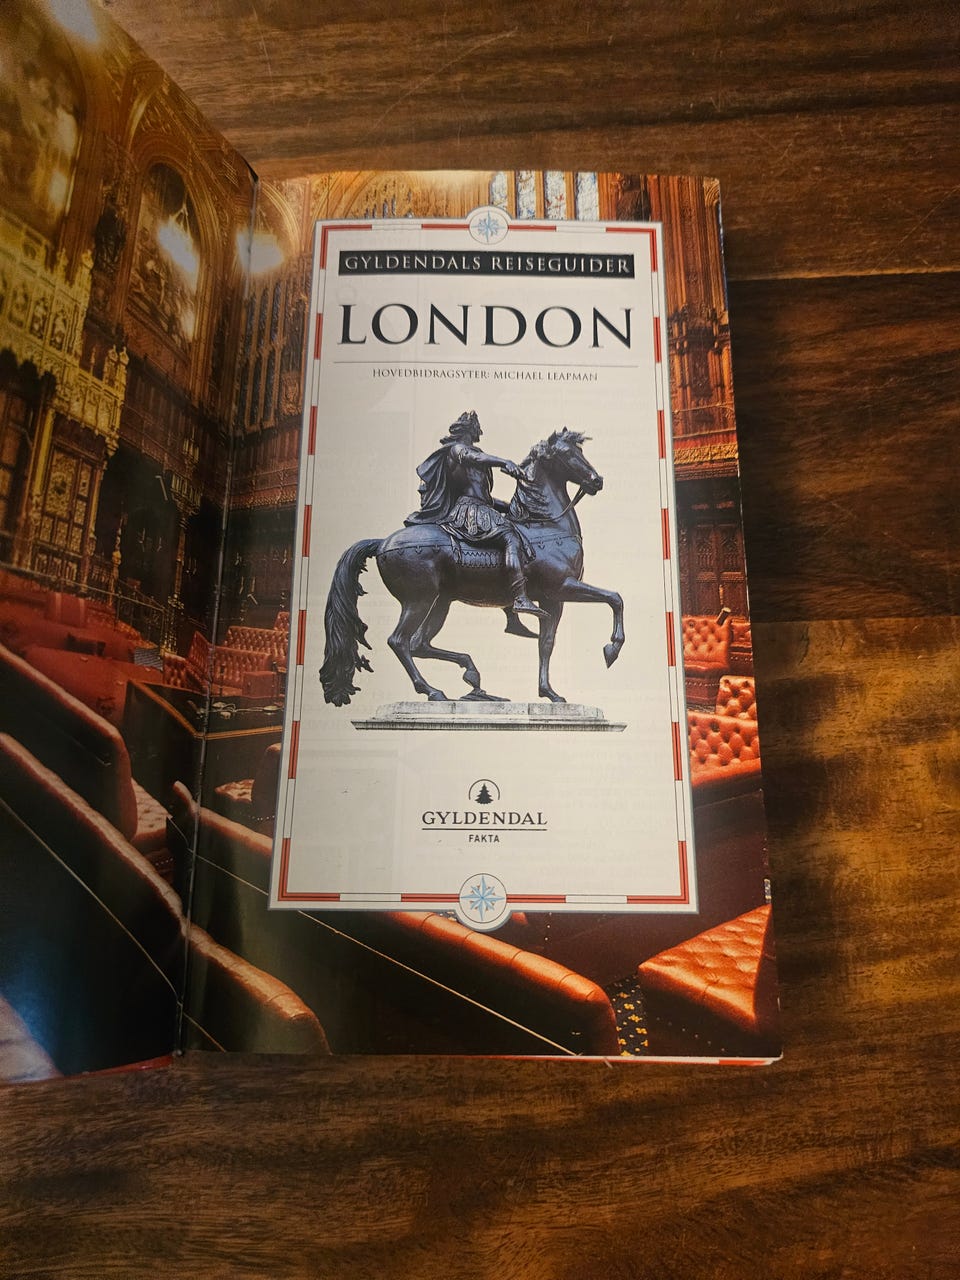 GYLDENDALS REISEGUIDER
LONDON
HOVEDBIDRAGSYTER: MICHAEL LEAPMAN
GYLDENDAL
FAKTA